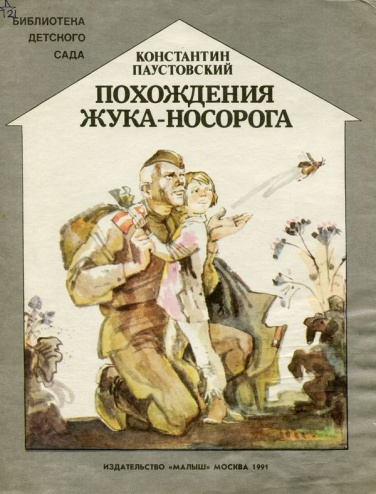 БИБЛИОТЕКА
ДЕТСКОГО
САДА
КОНСТАНТИН
ПАУСТОВСКИЙ
ПОХОЖДЕНИЯ
ЖУКА-НОСОРОГА
ИЗДАТЕЛЬСТВО «МАЛЫШ» МОСКВА 1991